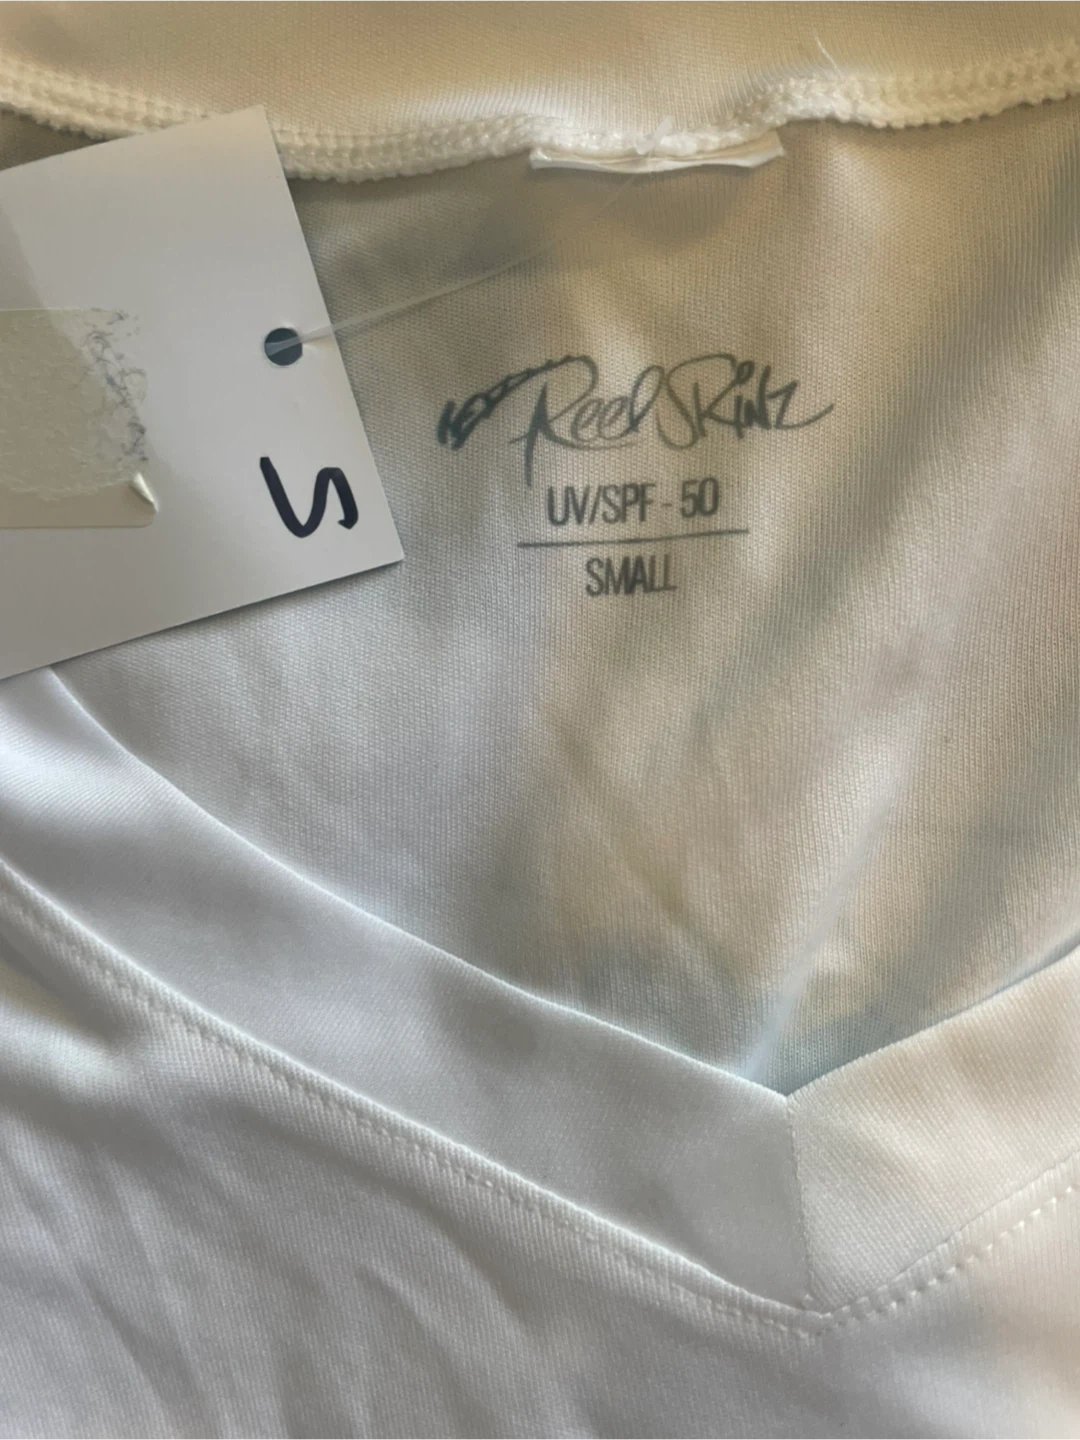 Reel Skinz
UV/SPF - 50
SMALL
S